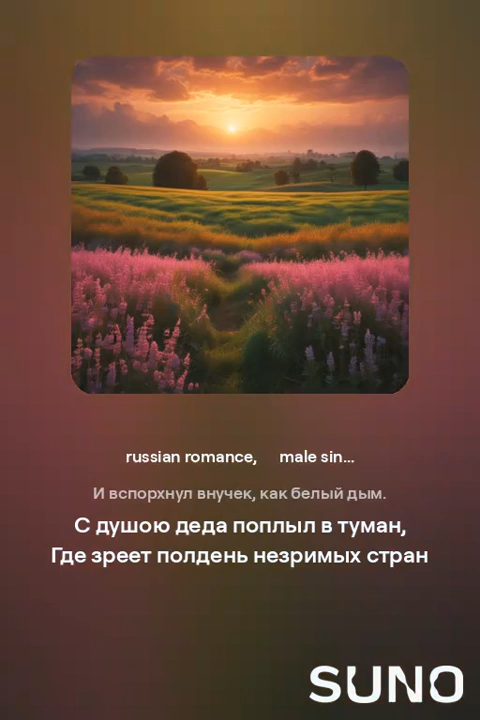 russian romance, male sin...
И вспорхнул внучек, как белый дым.
С душою деда поплыл в туман,
Где зреет полдень незримых стран
SUNO